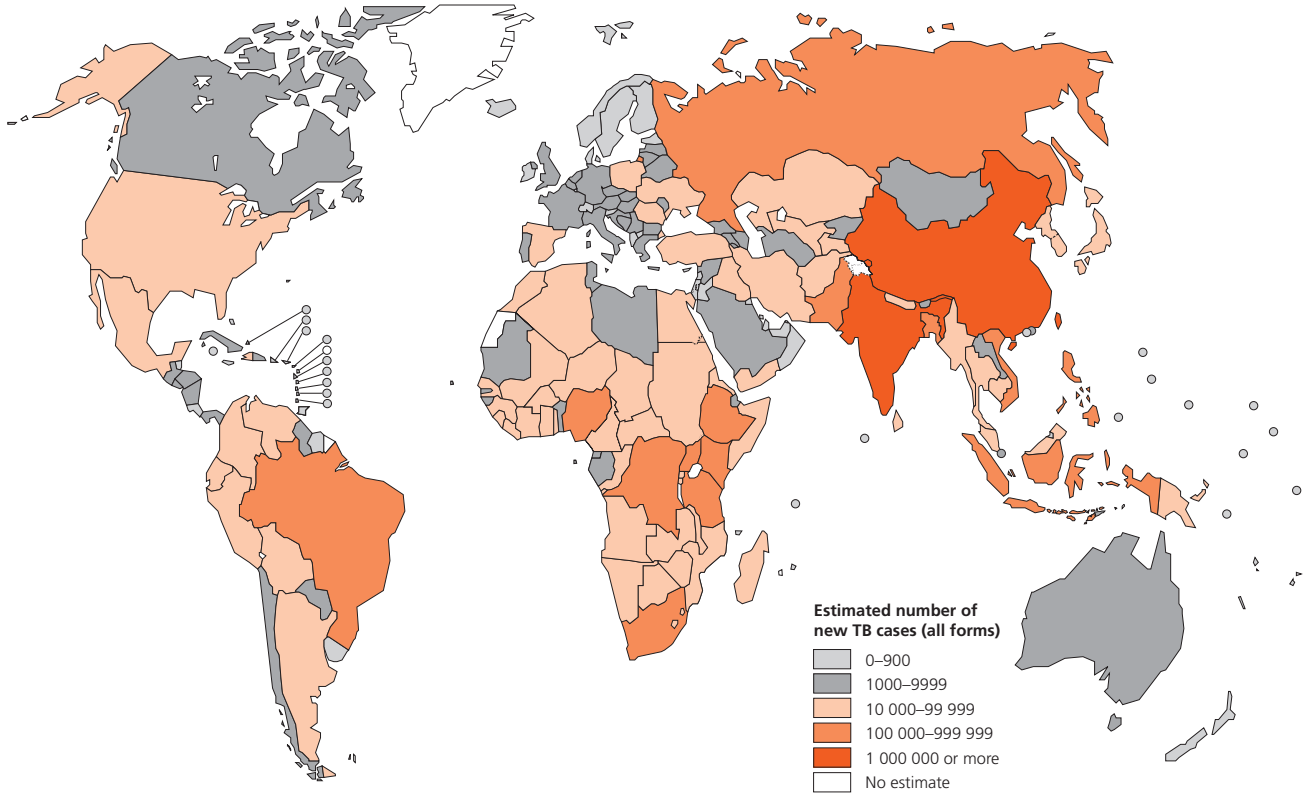 Estimated number of
new TB cases (all forms)
0–900
1000–9999
10 000–99 999
100 000–999 999
1 000 000 or more
No estimate